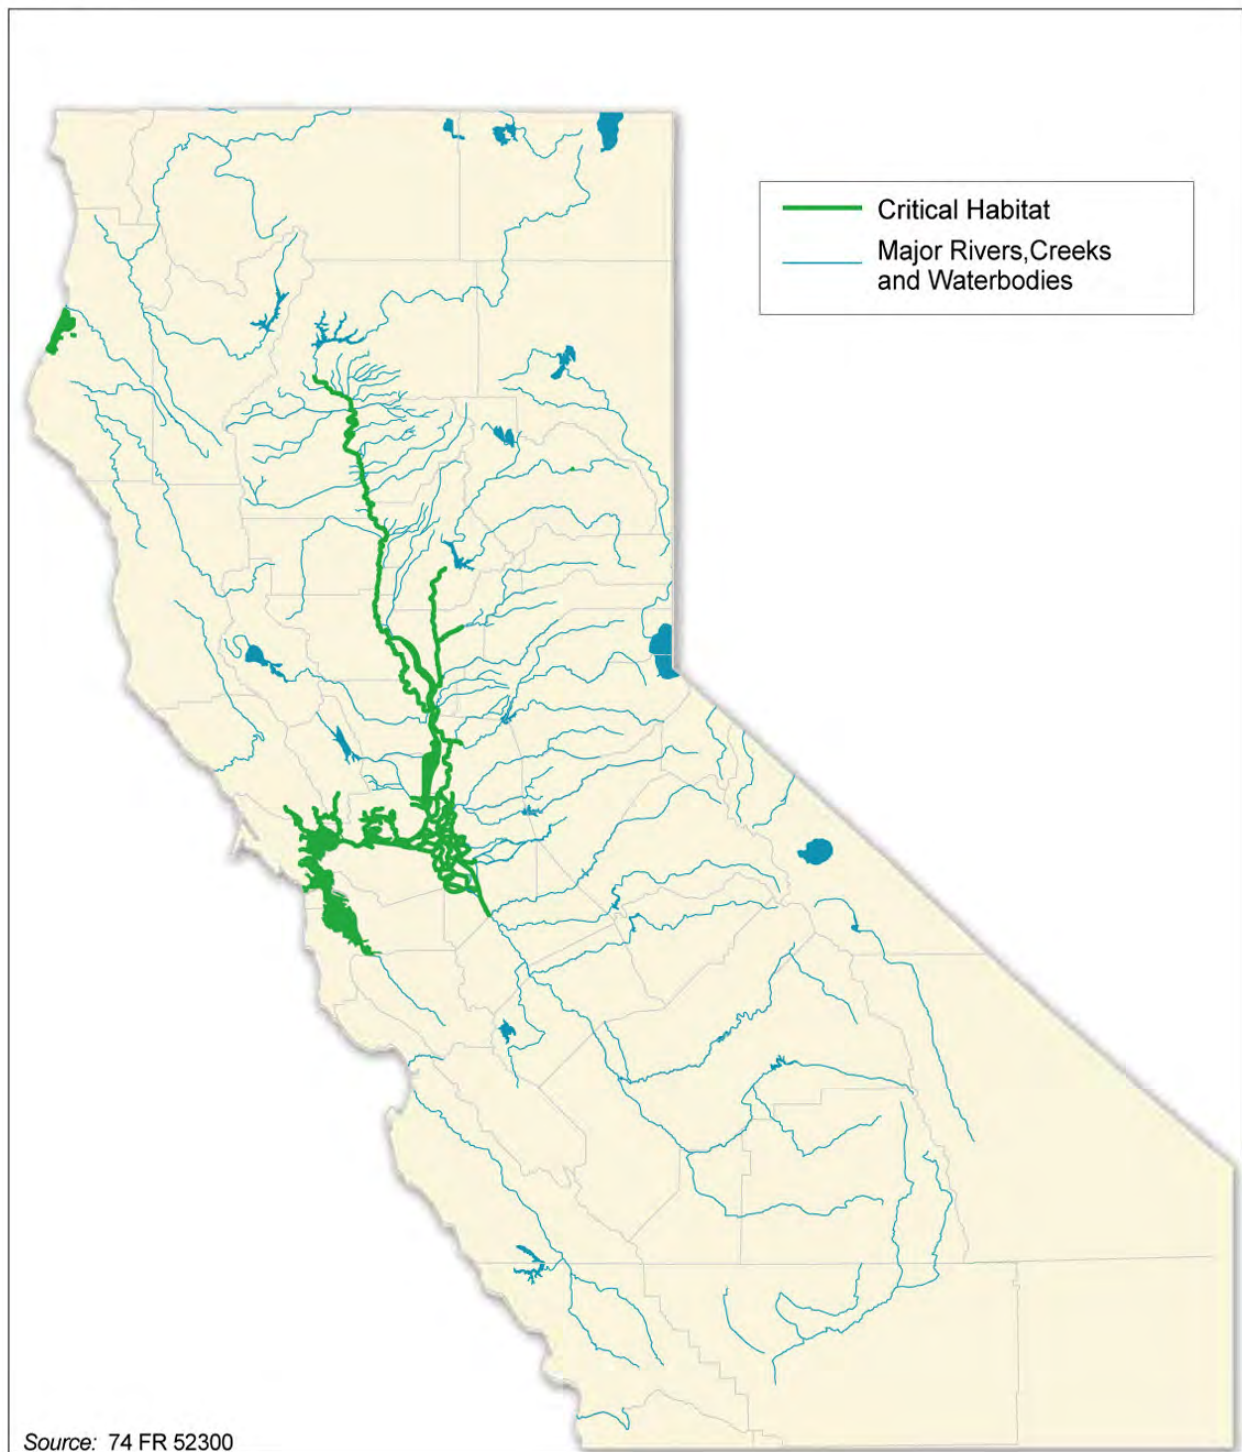 Critical Habitat
Major Rivers,Creeks
and Waterbodies
Source: 74 FR 52300